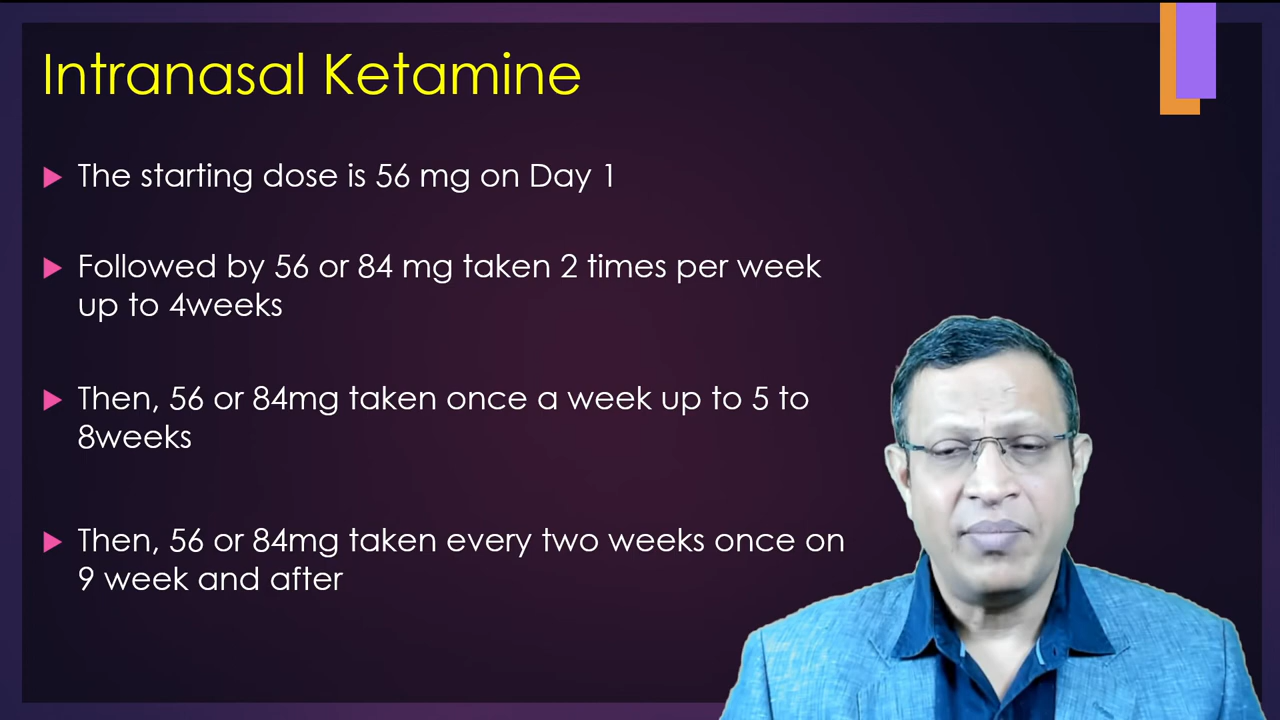 Intranasal Ketamine
The starting dose is 56 mg on Day 1
Followed by 56 or 84 mg taken 2 times per week
up to 4weeks
Then, 56 or 84mg taken once a week up to 5 to
8weeks
Then, 56 or 84mg taken every two weeks once on
9 week and after